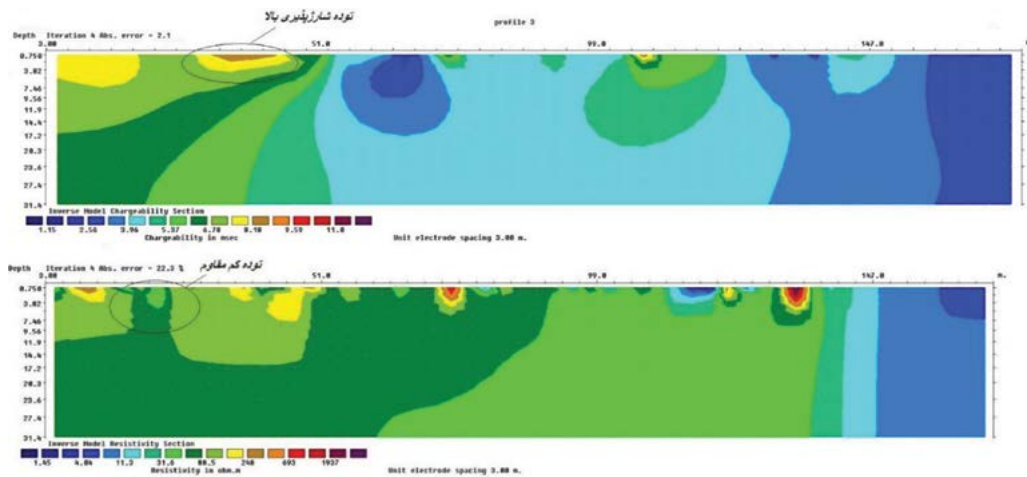 توده شارژپذیری بالا
profile 3
Depth Iteration 4 Abs. error = 2.1
3.00 51.0 99.0 147.0
0.750
3.82
7.46
9.56
11.9
14.4
17.2
20.3
23.6
27.4
31.4
Inverse Model Chargeability Section
1.15 2.56 3.96 5.37 6.78 8.18 9.59 11.0
Chargeability in msec
Unit electrode spacing 3.00 m.
توده کم مقاوم
Depth Iteration 4 Abs. error = 22.3 %
3.00 51.0 99.0 147.0 m.
0.750
3.82
7.46
9.56
11.9
14.4
17.2
20.3
23.6
27.4
31.4
Inverse Model Resistivity Section
1.45 4.04 11.3 31.6 88.5 248 693 1937
Resistivity in ohm.m
Unit electrode spacing 3.00 m.